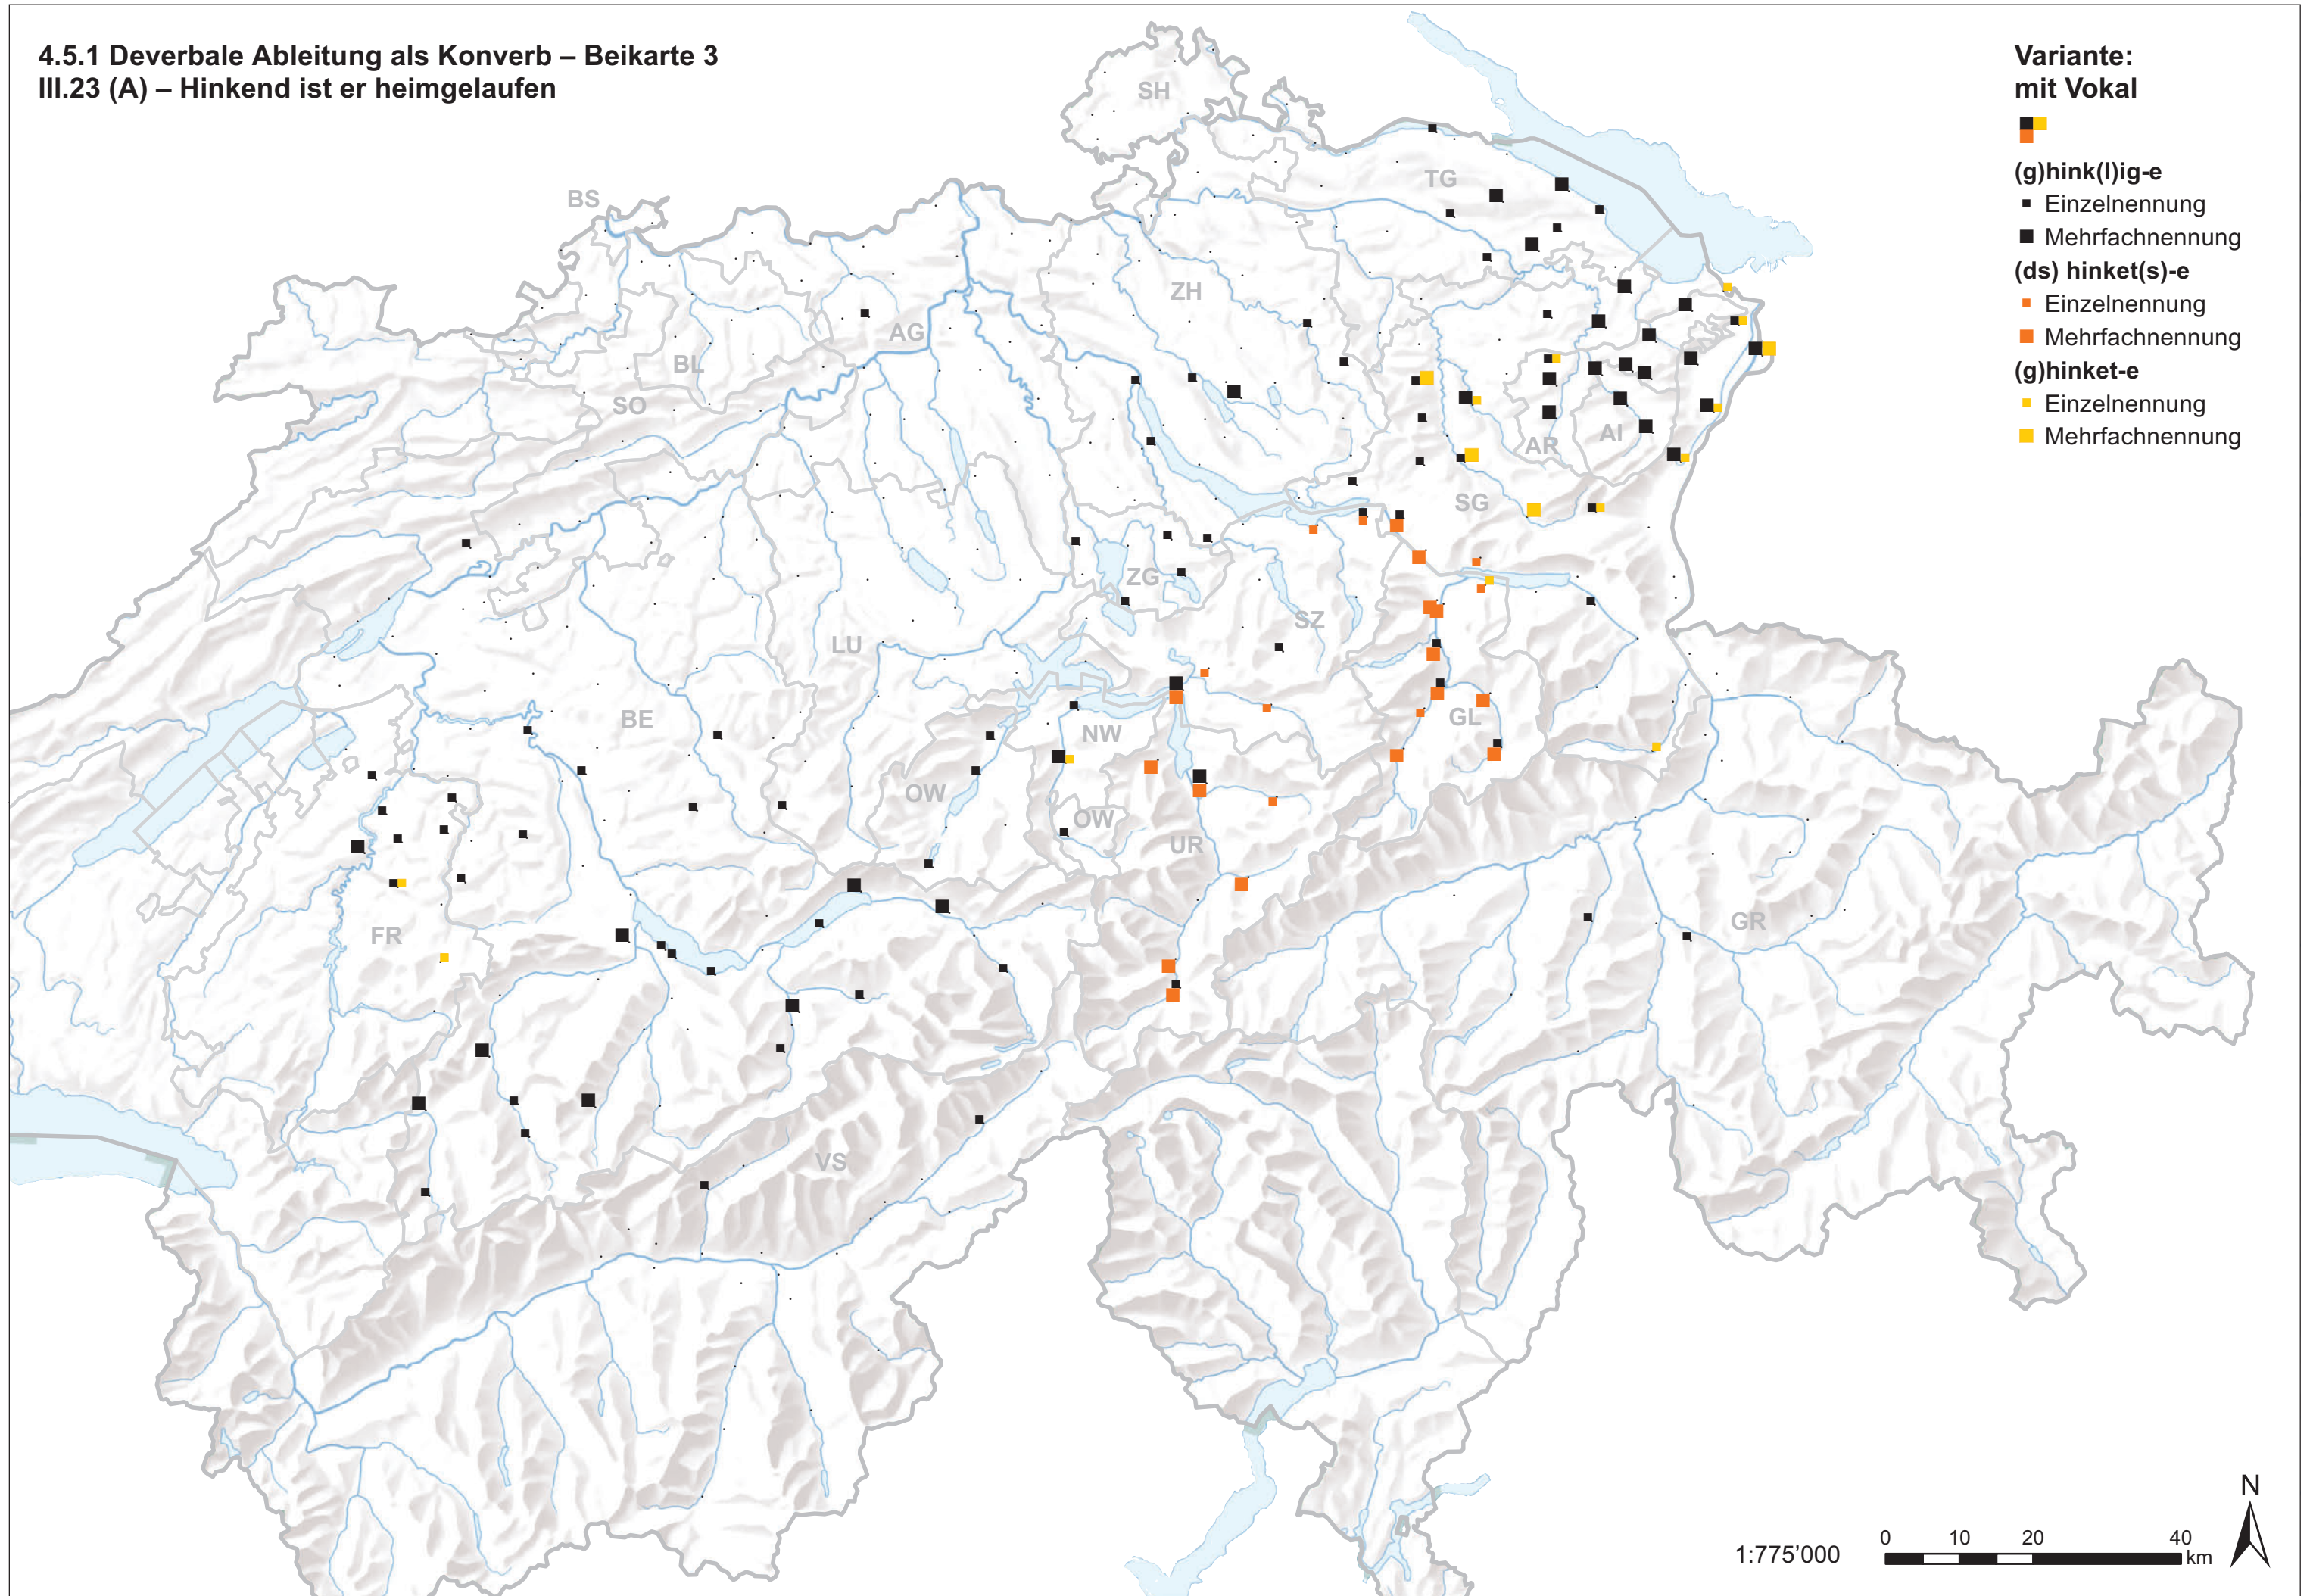 4.5.1 Deverbale Ableitung als Konverb – Beikarte 3
III.23 (A) – Hinkend ist er heimgelaufen
Variante:
mit Vokal
(g)hink(l)ig-e
Einzelnennung
Mehrfachnennung
(ds) hinket(s)-e
Einzelnennung
Mehrfachnennung
(g)hinket-e
Einzelnennung
Mehrfachnennung
SH
BS
TG
ZH
AG
BL
SO
AR
AI
SG
ZG
SZ
LU
BE
NW
GL
OW
OW
UR
FR
GR
VS
N
1:775’000
0 10 20 40
km